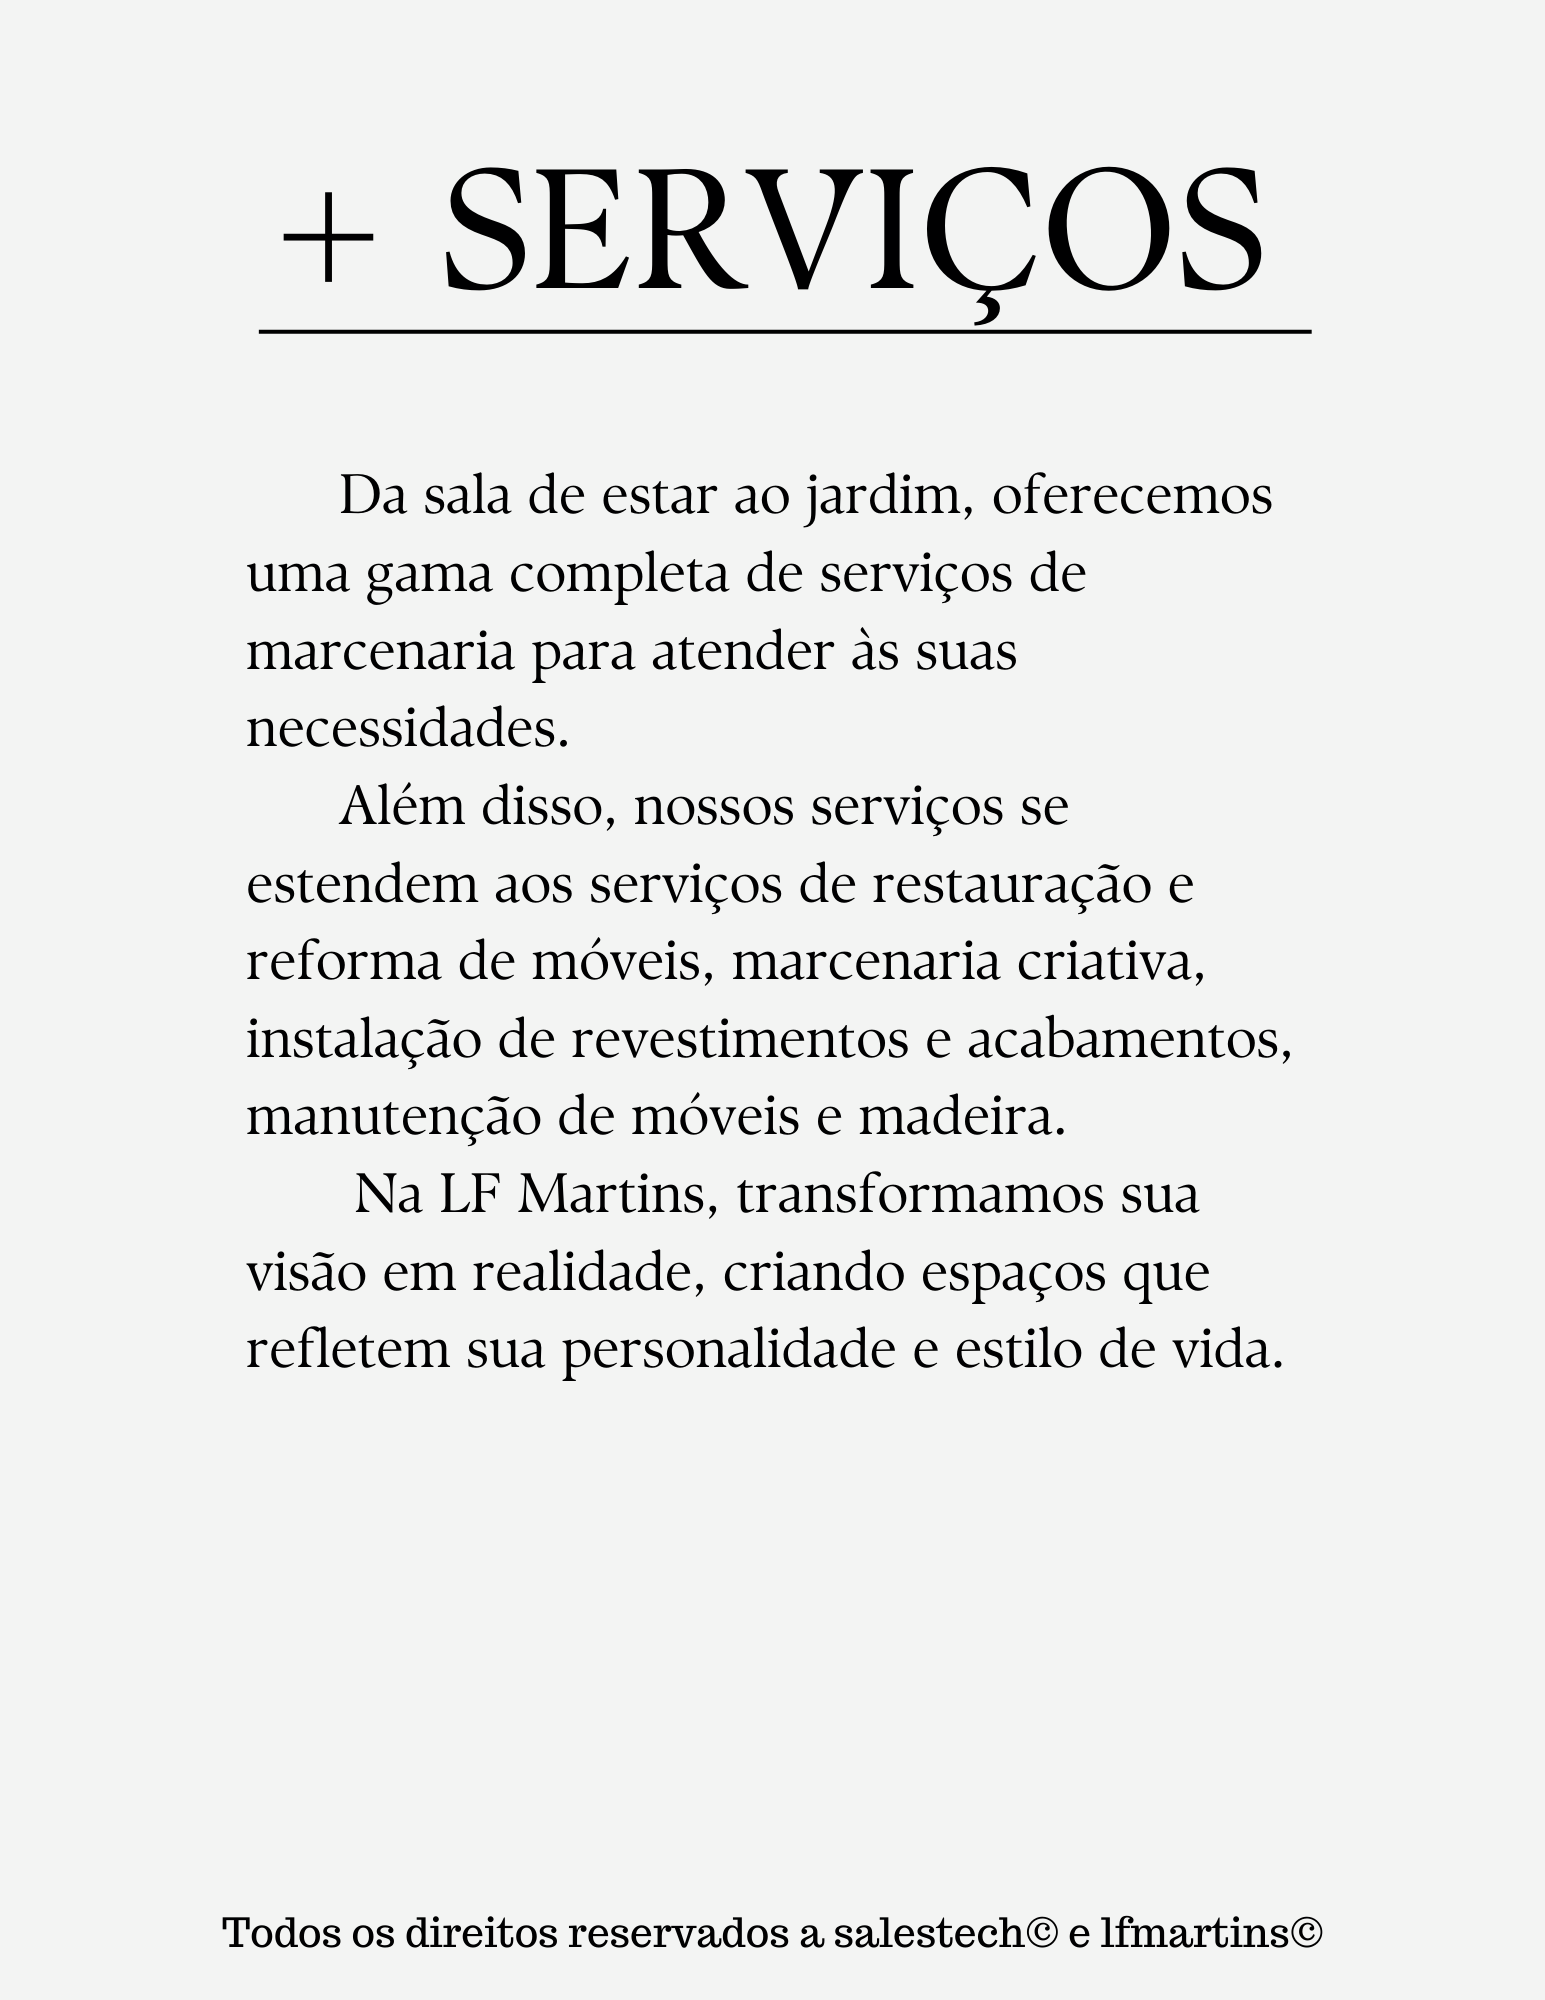 + SERVIÇOS
Da sala de estar ao jardim, oferecemos
uma gama completa de serviços de
marcenaria para atender às suas
necessidades.
Além disso, nossos serviços se
estendem aos serviços de restauração e
reforma de móveis, marcenaria criativa,
instalação de revestimentos e acabamentos,
manutenção de móveis e madeira.
Na LF Martins, transformamos sua
visão em realidade, criando espaços que
refletem sua personalidade e estilo de vida.
Todos os direitos reservados a salestech© e lfmartins©